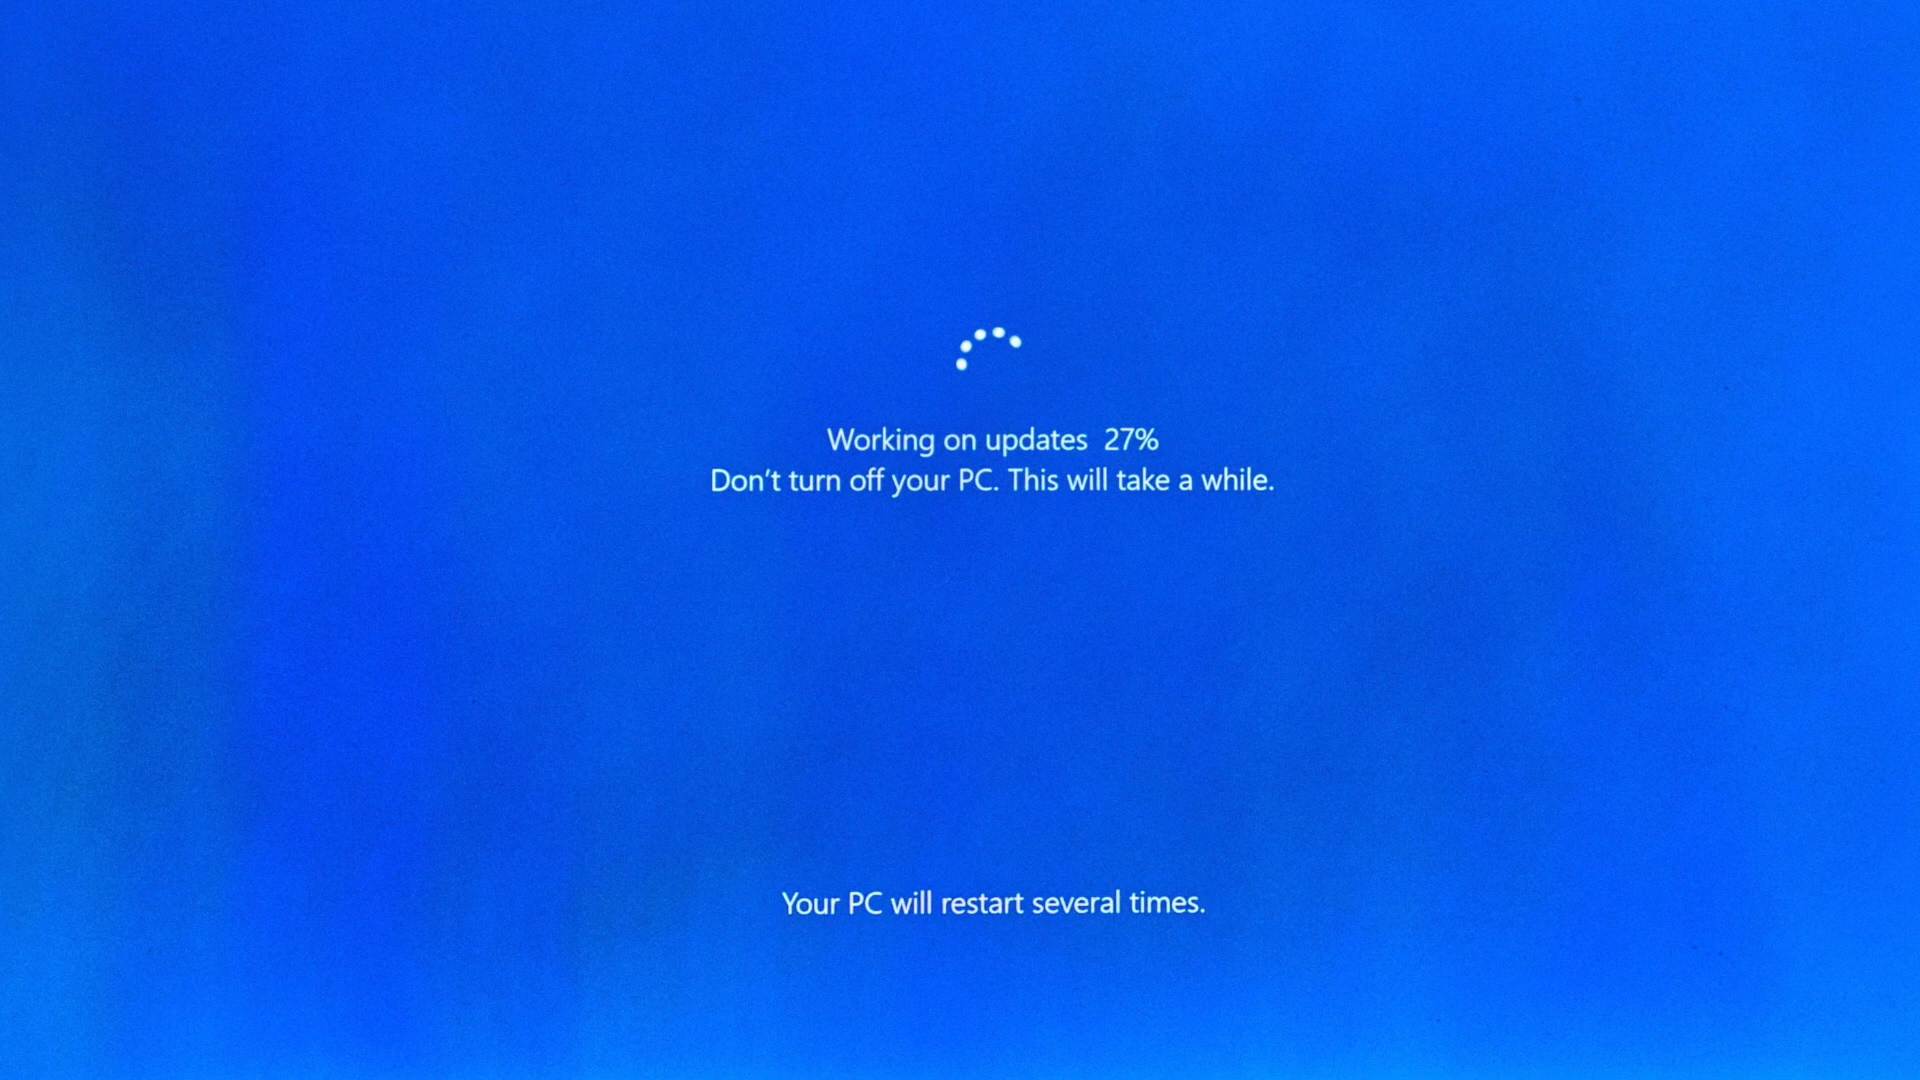 Working on updates 27%
Don't turn off your PC. This will take a while.
Your PC will restart several times.